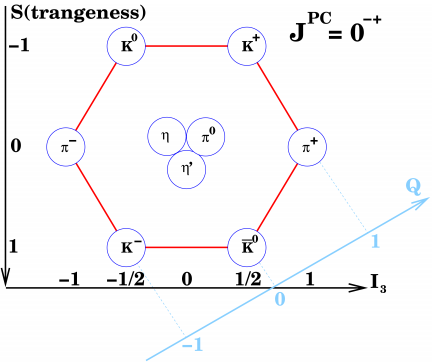 S(trangeness)
J^PC = 0^-+
-1
K^0
K^+
0
π^-
η
π^0
π^+
η'
Q
1
K^-
K̅^0
1
-1
-1/2
0
1/2
1
I_3
0
-1